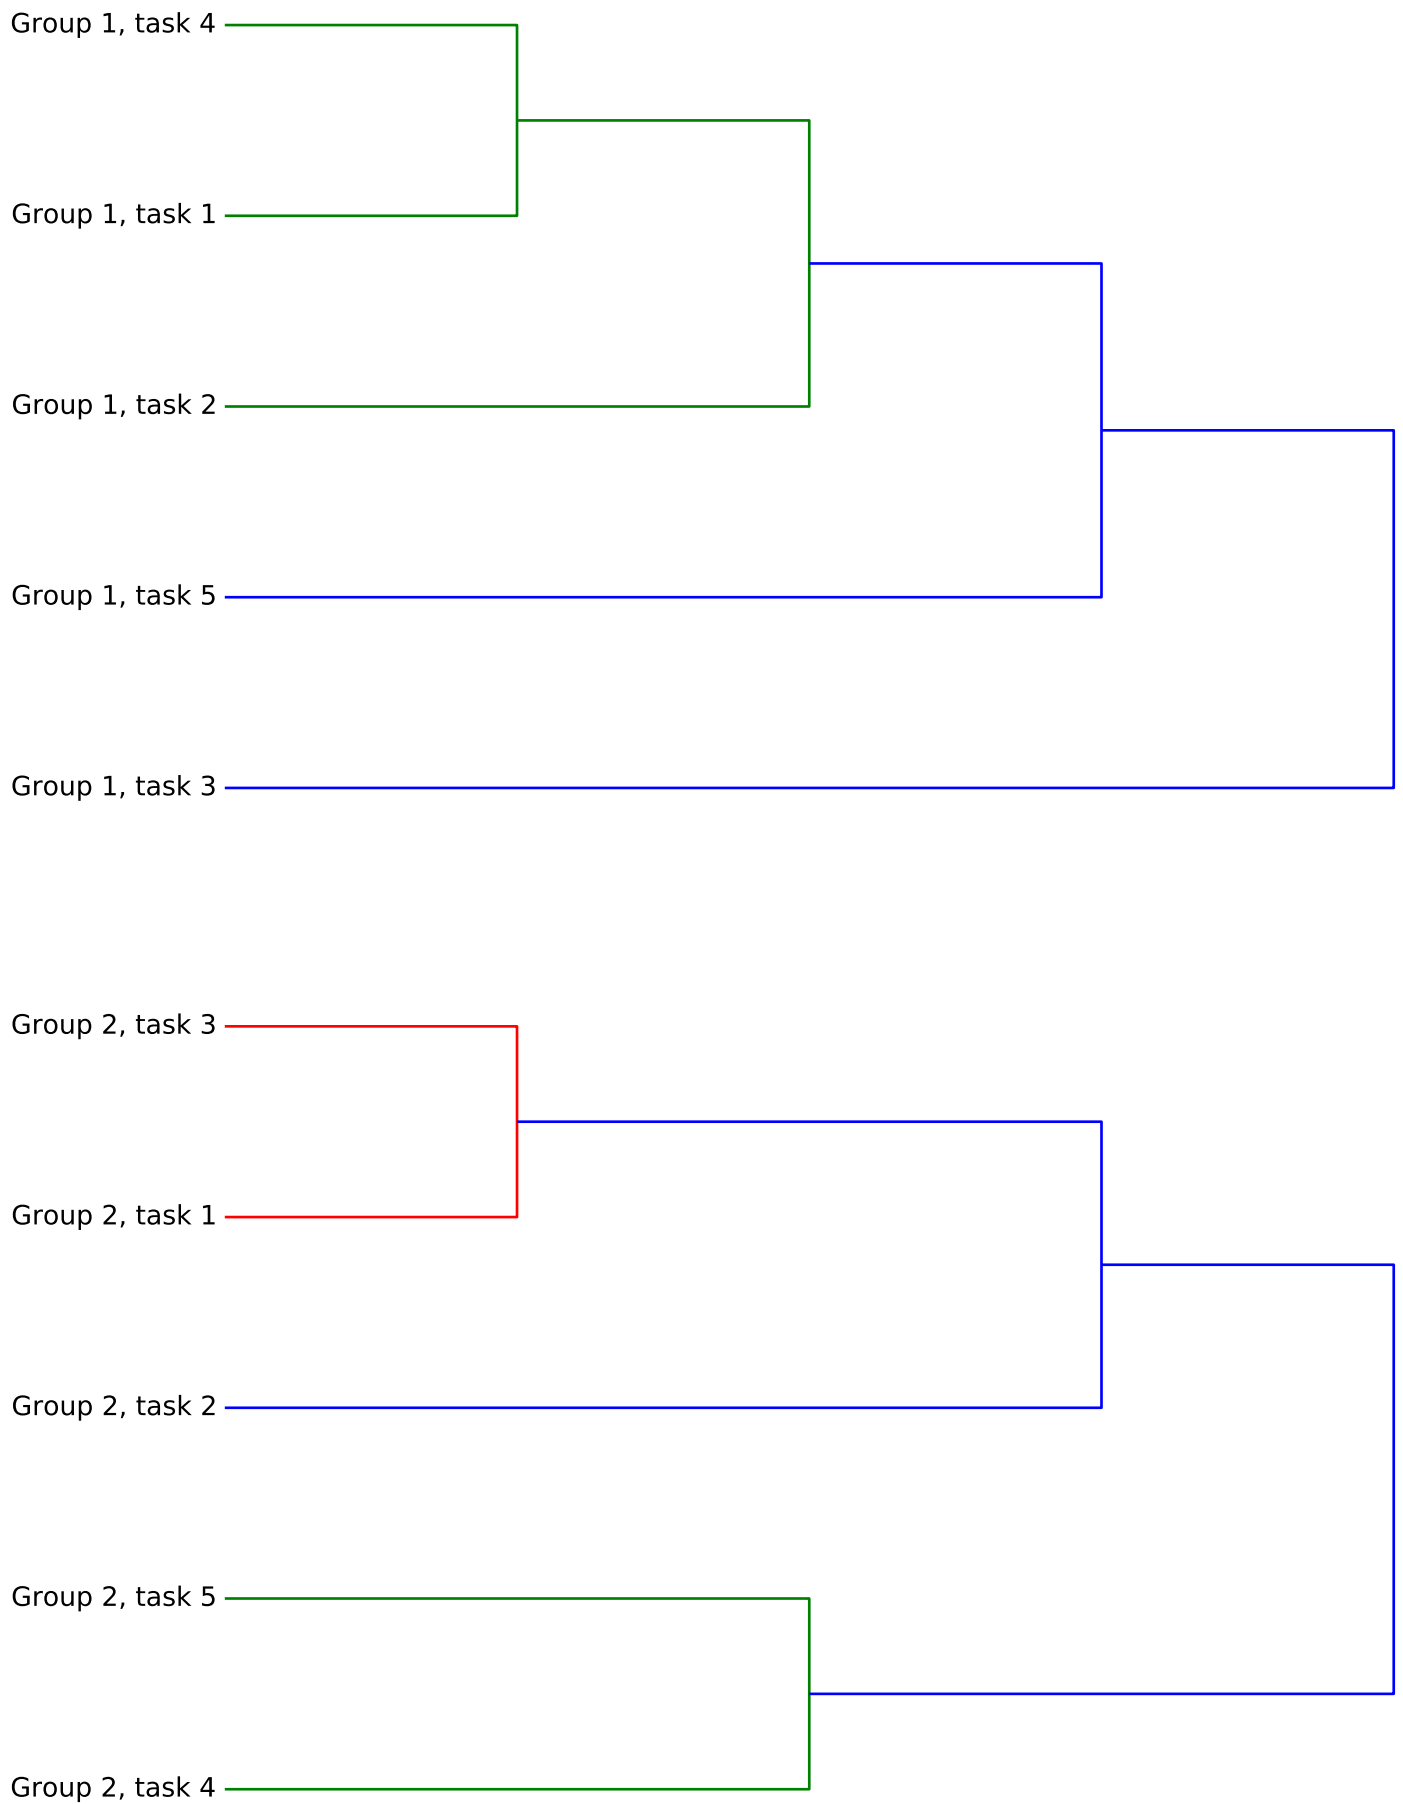 Group 1, task 4
Group 1, task 1
Group 1, task 2
Group 1, task 5
Group 1, task 3
Group 2, task 3
Group 2, task 1
Group 2, task 2
Group 2, task 5
Group 2, task 4